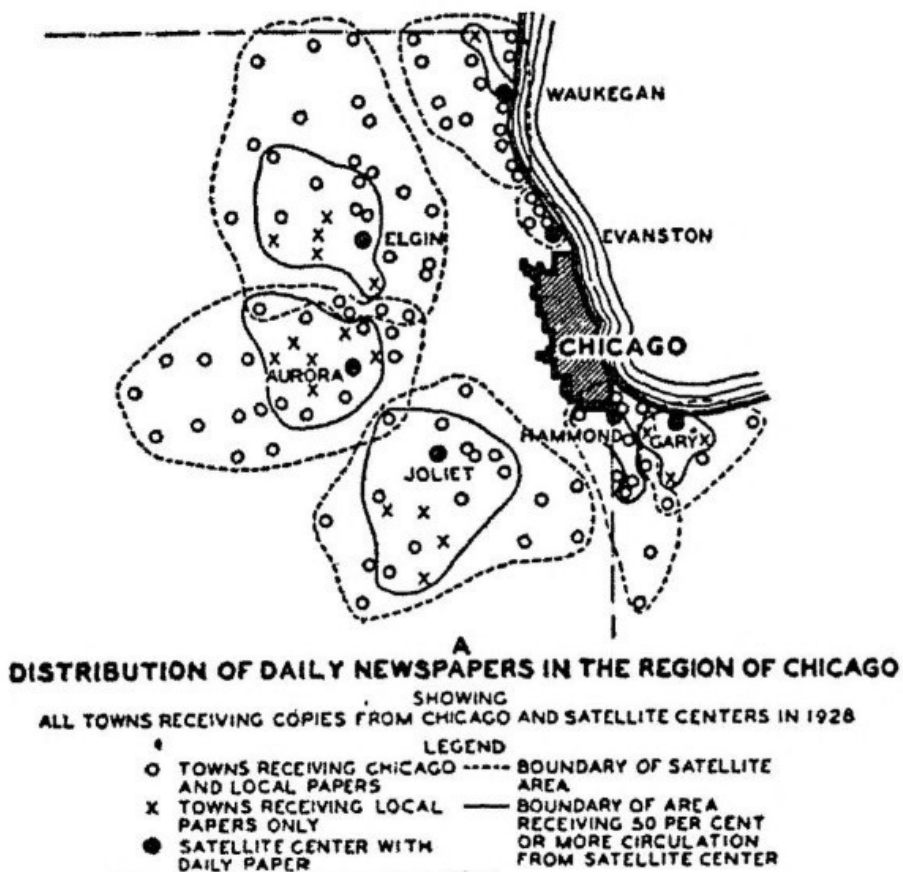 WAUKEGAN
ELGIN
EVANSTON
CHICAGO
AURORA
HAMMOND
GARY
JOLIET
A
DISTRIBUTION OF DAILY NEWSPAPERS IN THE REGION OF CHICAGO
SHOWING
ALL TOWNS RECEIVING COPIES FROM CHICAGO AND SATELLITE CENTERS IN 1928
LEGEND
TOWNS RECEIVING CHICAGO
AND LOCAL PAPERS
BOUNDARY OF SATELLITE
AREA
X TOWNS RECEIVING LOCAL
PAPERS ONLY
BOUNDARY OF AREA
RECEIVING 50 PER CENT
OR MORE CIRCULATION
FROM SATELLITE CENTER
SATELLITE CENTER WITH
DAILY PAPER